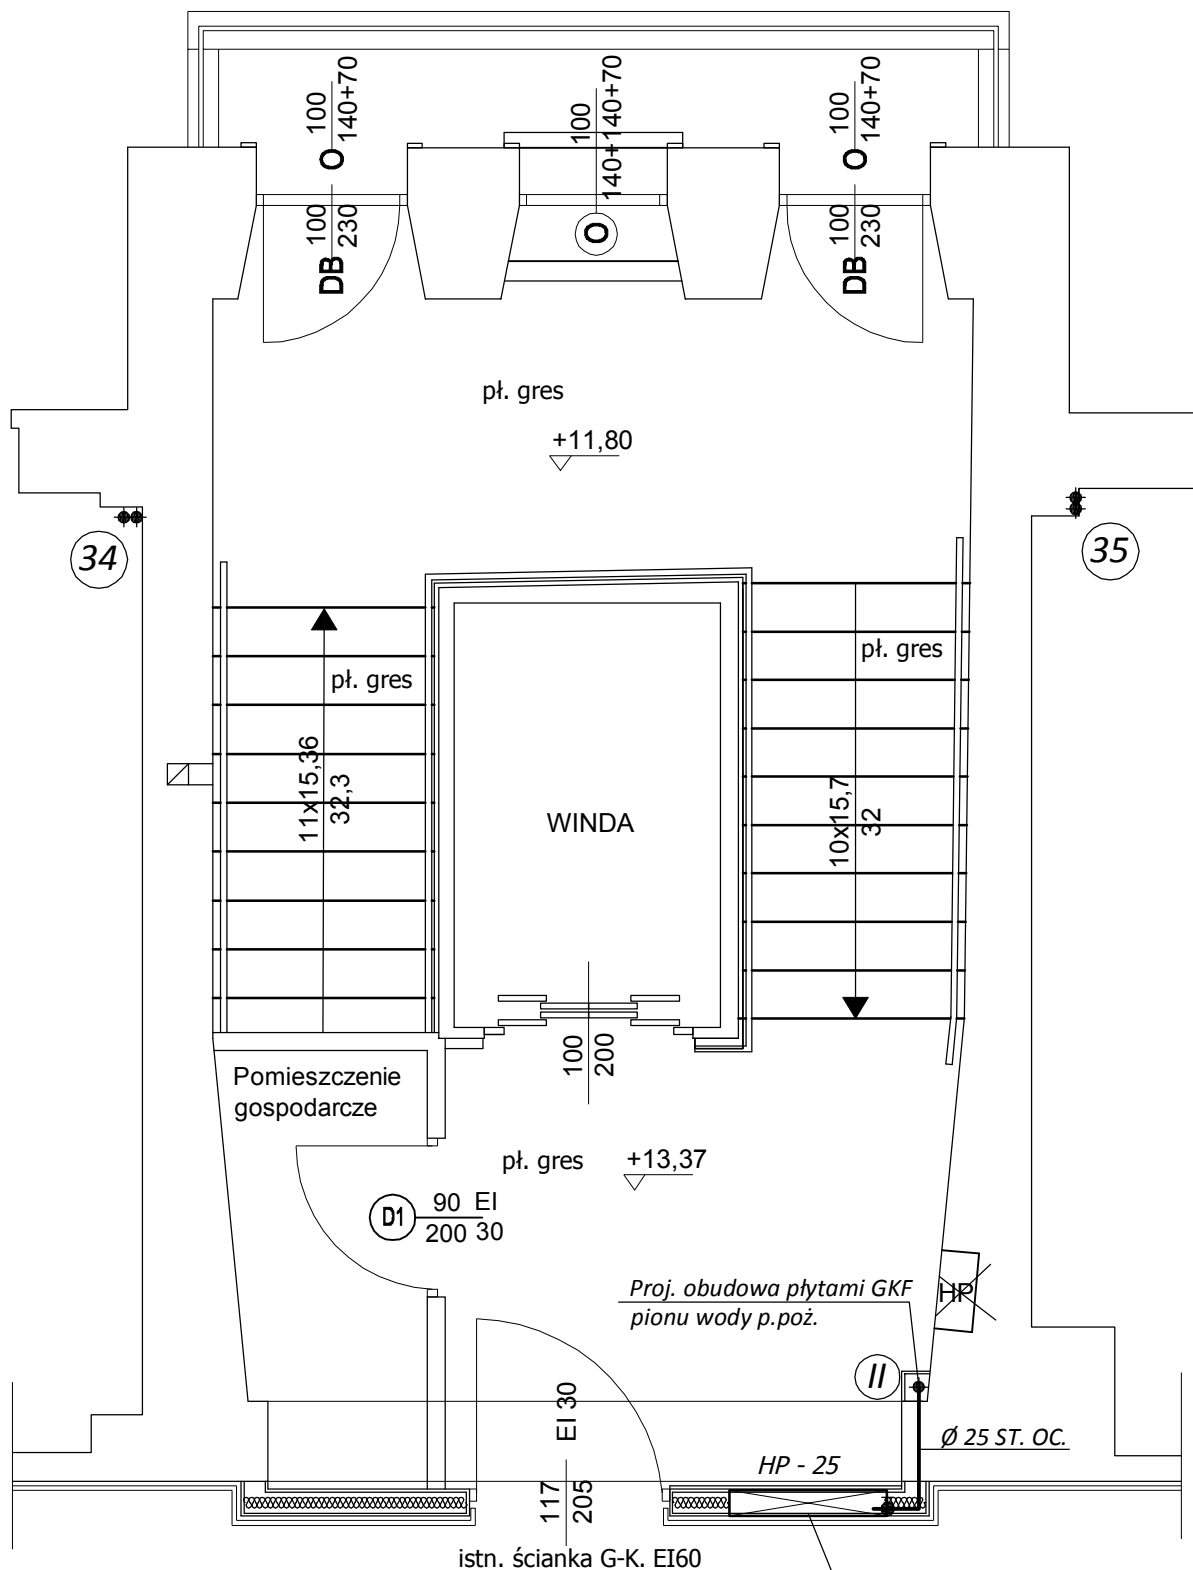 100
140+70
O
100
140+140+70
O
100
140+70
O
DB
100
230
DB
100
230
pł. gres
+11,80
34
35
pł. gres
11x15,36
32,3
pł. gres
10x15,7
32
WINDA
100
200
Pomieszczenie
gospodarcze
pł. gres
+13,37
D1
90 EI
200 30
HP
Proj. obudowa płytami GKF
pionu wody p.poż.
II
EI 30
117
205
HP - 25
Ø 25 ST. OC.
istn. ścianka G-K. EI60